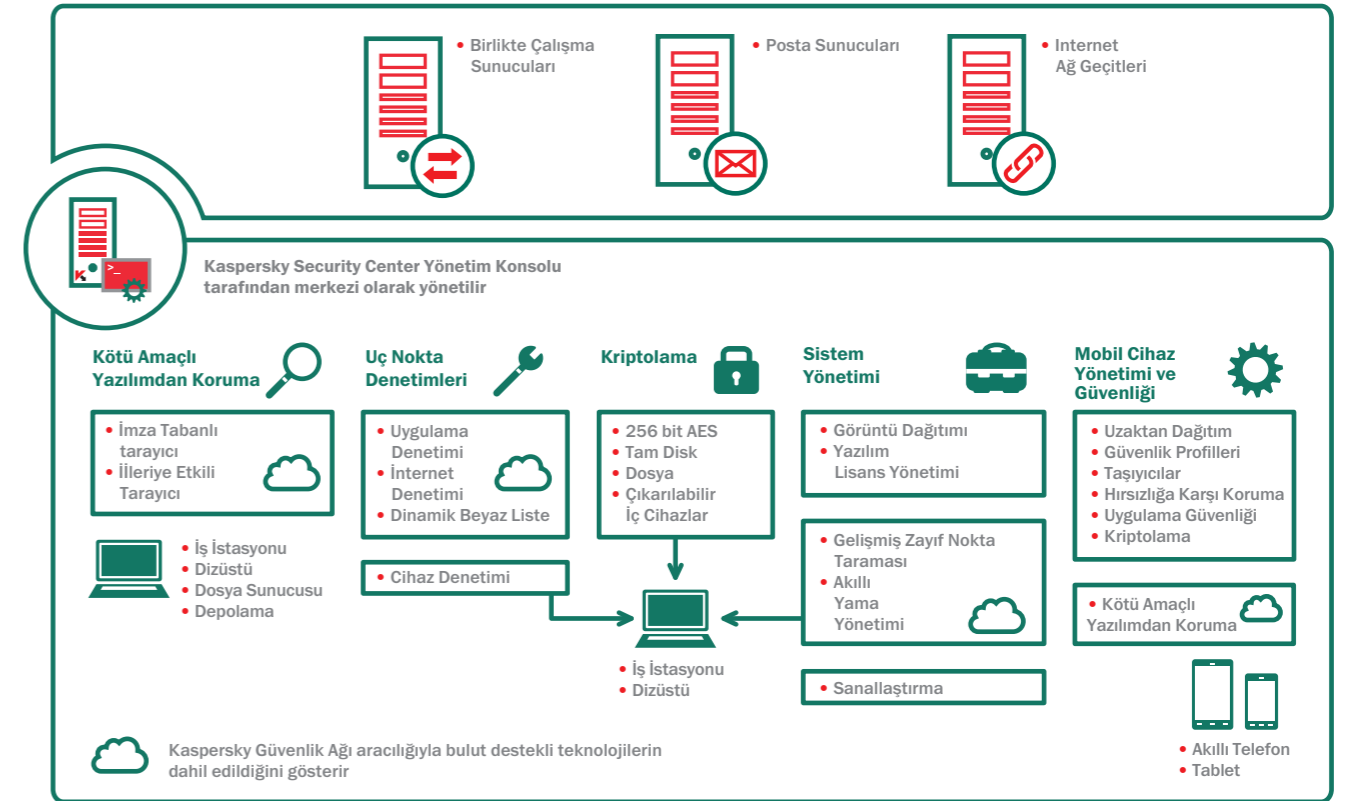 • Birlikte Çalışma
Sunucuları
• Posta Sunucuları
• Internet
Ağ Geçitleri
>_
K
Kaspersky Security Center Yönetim Konsolu
tarafından merkezi olarak yönetilir
Kötü Amaçlı
Yazılımdan Koruma
• İmza Tabanlı
tarayıcı
• İİleriye Etkili
Tarayıcı
• İş İstasyonu
• Dizüstü
• Dosya Sunucusu
• Depolama
Uç Nokta
Denetimleri
• Uygulama
Denetimi
• İnternet
Denetimi
• Dinamik Beyaz Liste
• Cihaz Denetimi
Kriptolama
• 256 bit AES
• Tam Disk
• Dosya
• Çıkarılabilir
İç Cihazlar
• İş İstasyonu
• Dizüstü
Sistem
Yönetimi
• Görüntü Dağıtımı
• Yazılım
Lisans Yönetimi
• Gelişmiş Zayıf Nokta
Taraması
• Akıllı
Yama
Yönetimi
• Sanallaştırma
Mobil Cihaz
Yönetimi ve
Güvenliği
• Uzaktan Dağıtım
• Güvenlik Profilleri
• Taşıyıcılar
• Hırsızlığa Karşı Koruma
• Uygulama Güvenliği
• Kriptolama
• Kötü Amaçlı
Yazılımdan Koruma
• Akıllı Telefon
• Tablet
Kaspersky Güvenlik Ağı aracılığıyla bulut destekli teknolojilerin
dahil edildiğini gösterir